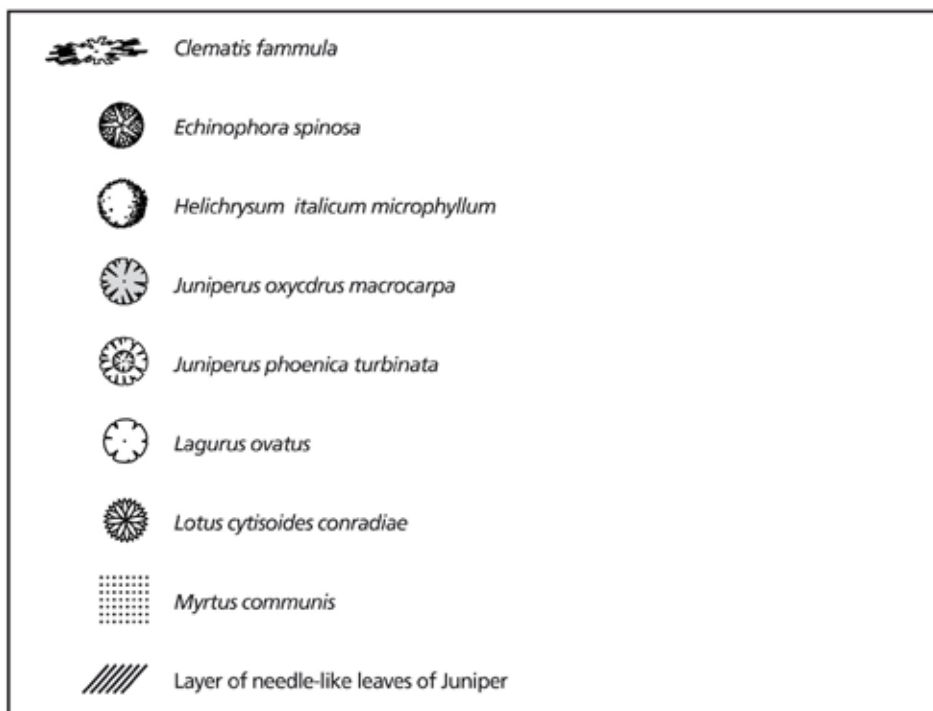 Clematis fammula
Echinophora spinosa
Helichrysum italicum microphyllum
Juniperus oxycdrus macrocarpa
Juniperus phoenica turbinata
Lagurus ovatus
Lotus cytisoides conradiae
Myrtus communis
Layer of needle-like leaves of Juniper